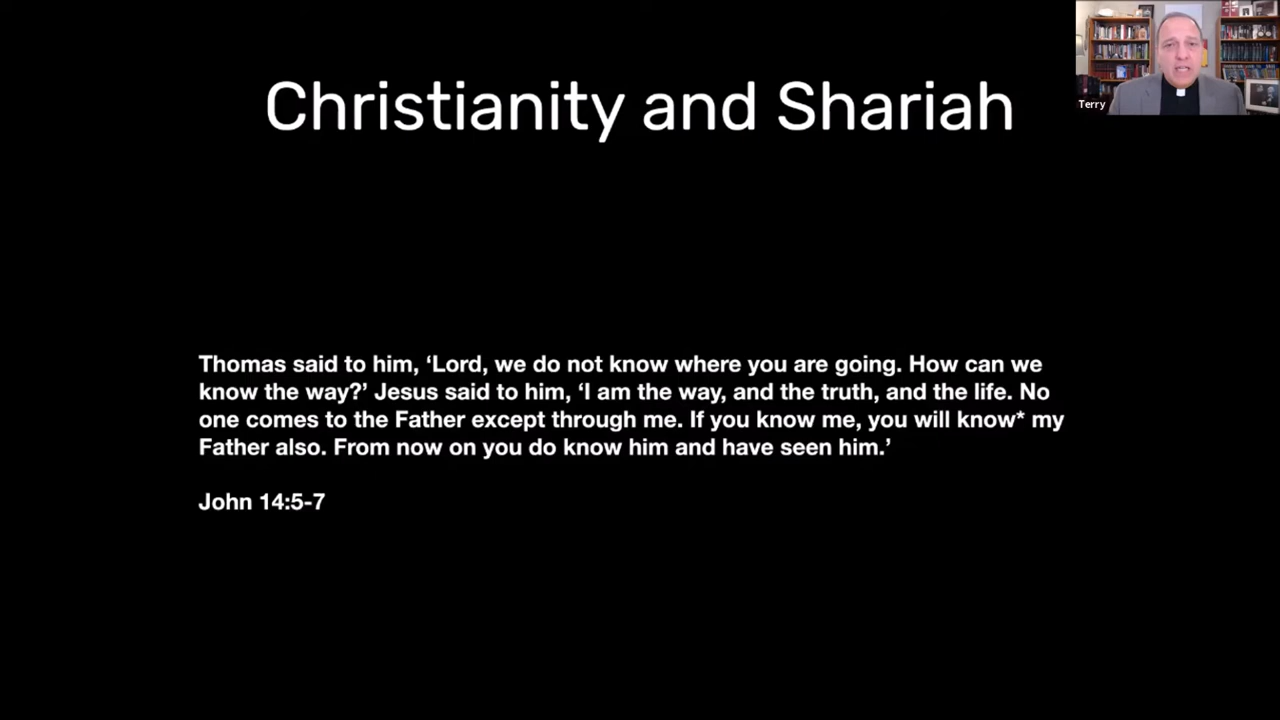 Christianity and Shariah
Terry
Thomas said to him, ‘Lord, we do not know where you are going. How can we
know the way?’ Jesus said to him, ‘I am the way, and the truth, and the life. No
one comes to the Father except through me. If you know me, you will know* my
Father also. From now on you do know him and have seen him.’
John 14:5-7